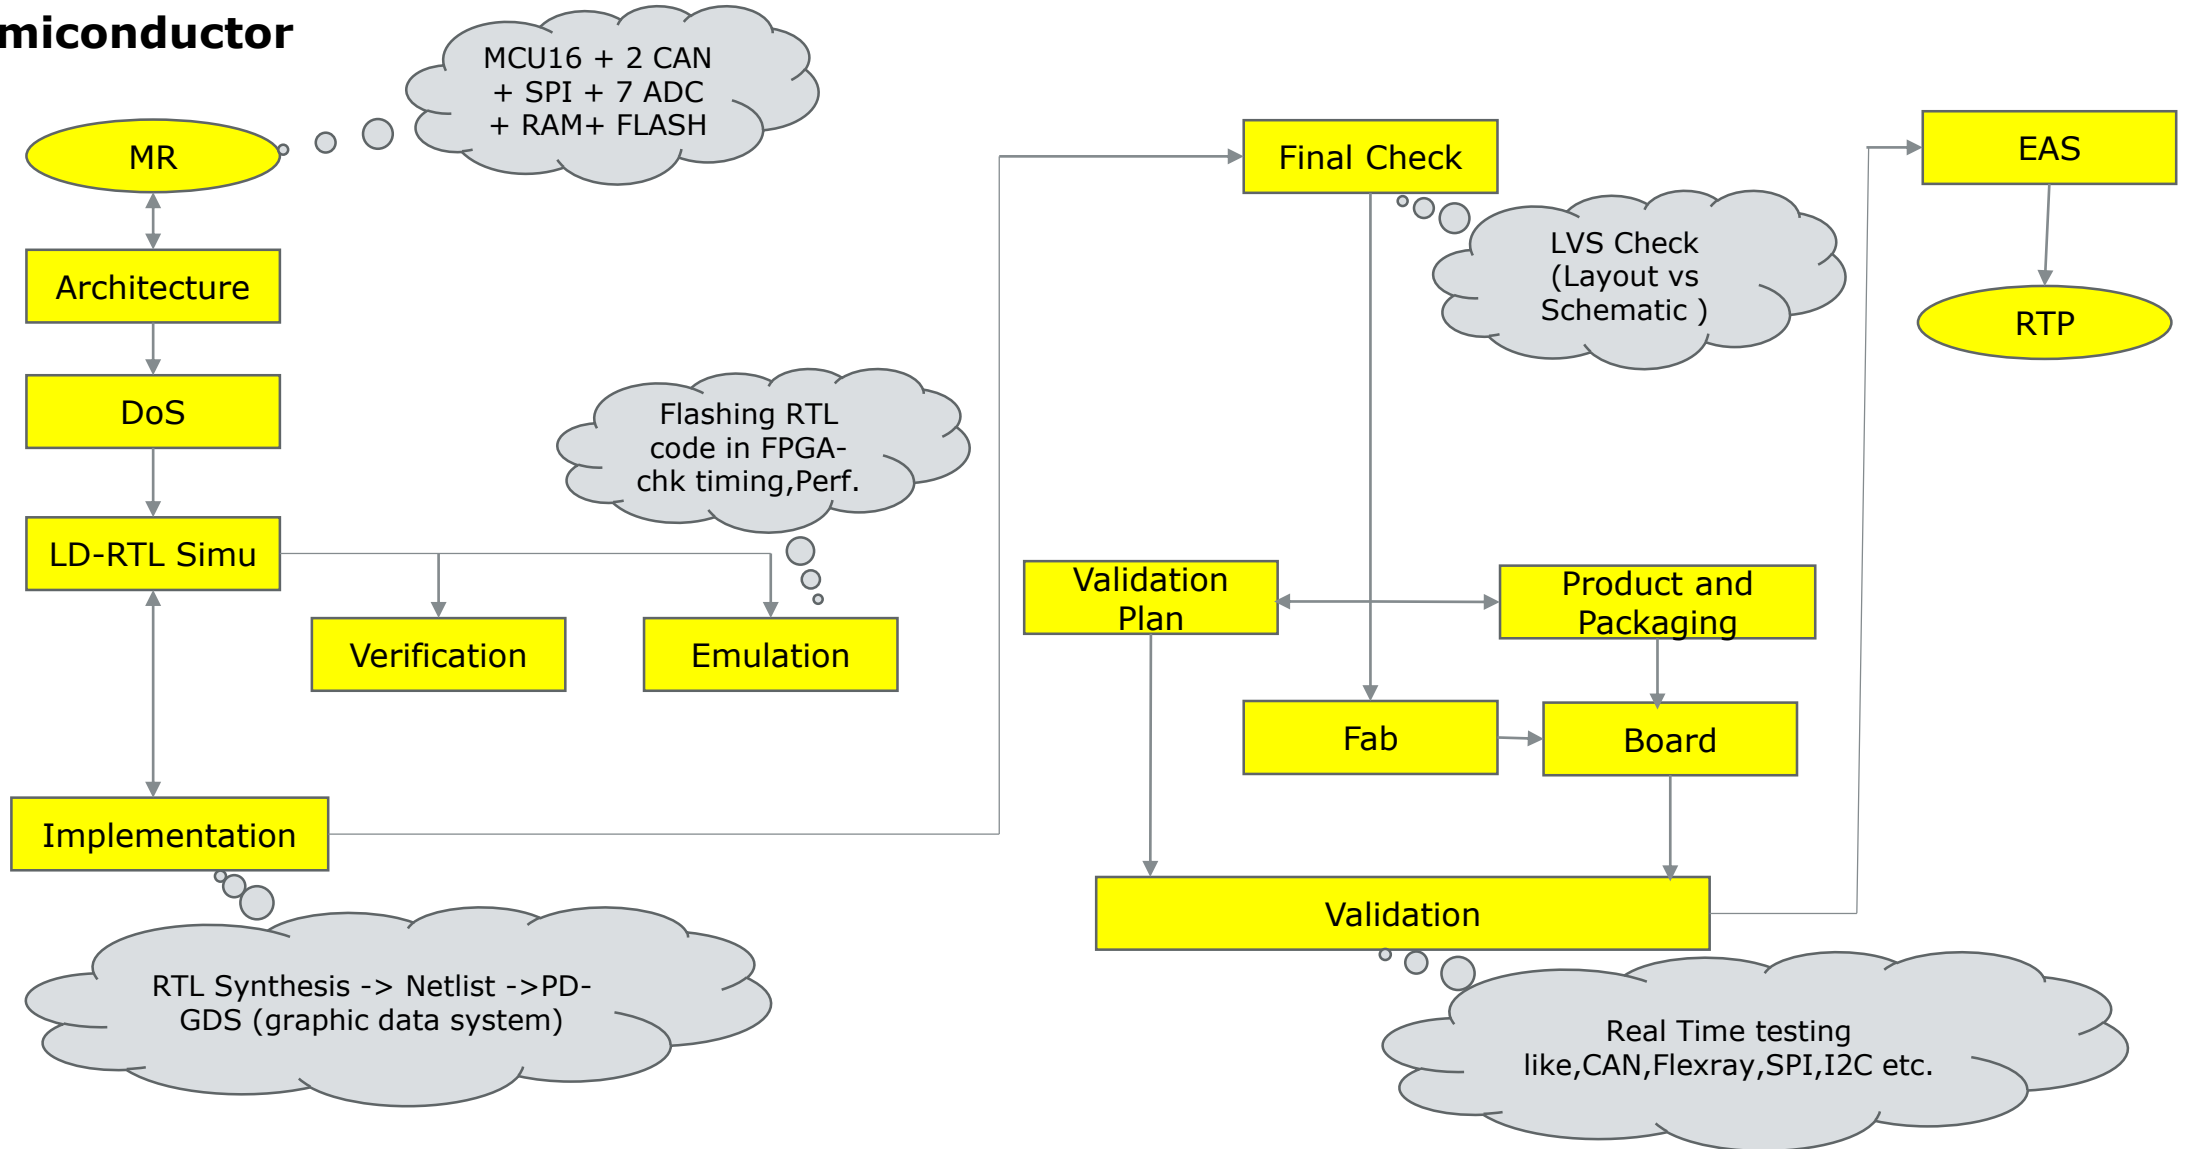 miconductor
MCU16 + 2 CAN
+ SPI + 7 ADC
+ RAM+ FLASH
MR
Architecture
DoS
Flashing RTL
code in FPGA-
chk timing,Perf.
LD-RTL Simu
Verification
Emulation
Implementation
RTL Synthesis -> Netlist ->PD-
GDS (graphic data system)
Final Check
LVS Check
(Layout vs
Schematic )
Validation
Plan
Product and
Packaging
Fab
Board
Validation
Real Time testing
like,CAN,Flexray,SPI,I2C etc.
EAS
RTP